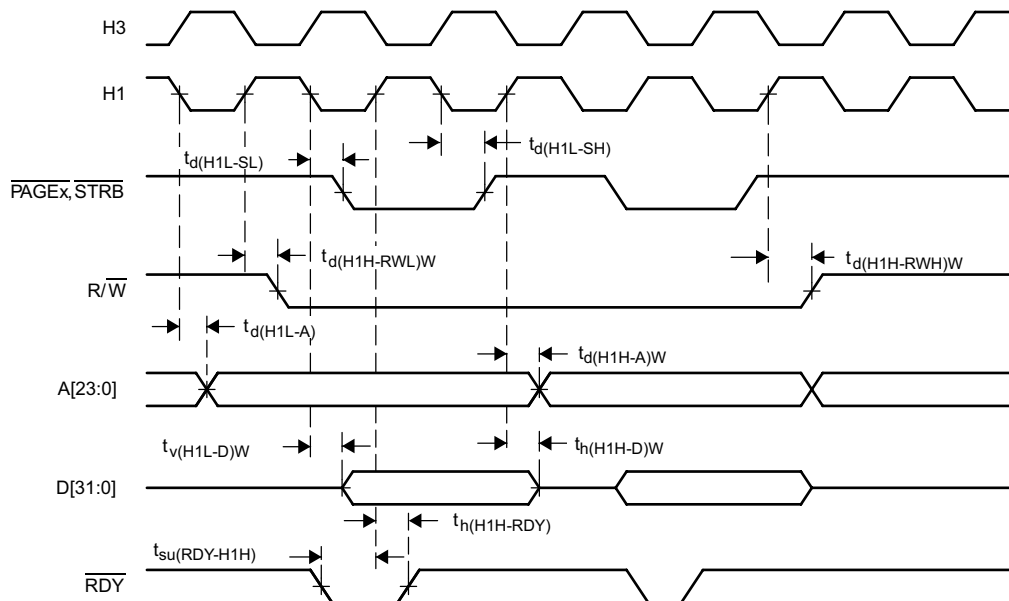 H3
H1
td(H1L-SL)
td(H1L-SH)
PAGEx, STRB
td(H1H-RWL)W
td(H1H-RWH)W
R/W
td(H1L-A)
td(H1H-A)W
A[23:0]
tv(H1L-D)W
th(H1H-D)W
D[31:0]
th(H1H-RDY)
tsu(RDY-H1H)
RDY